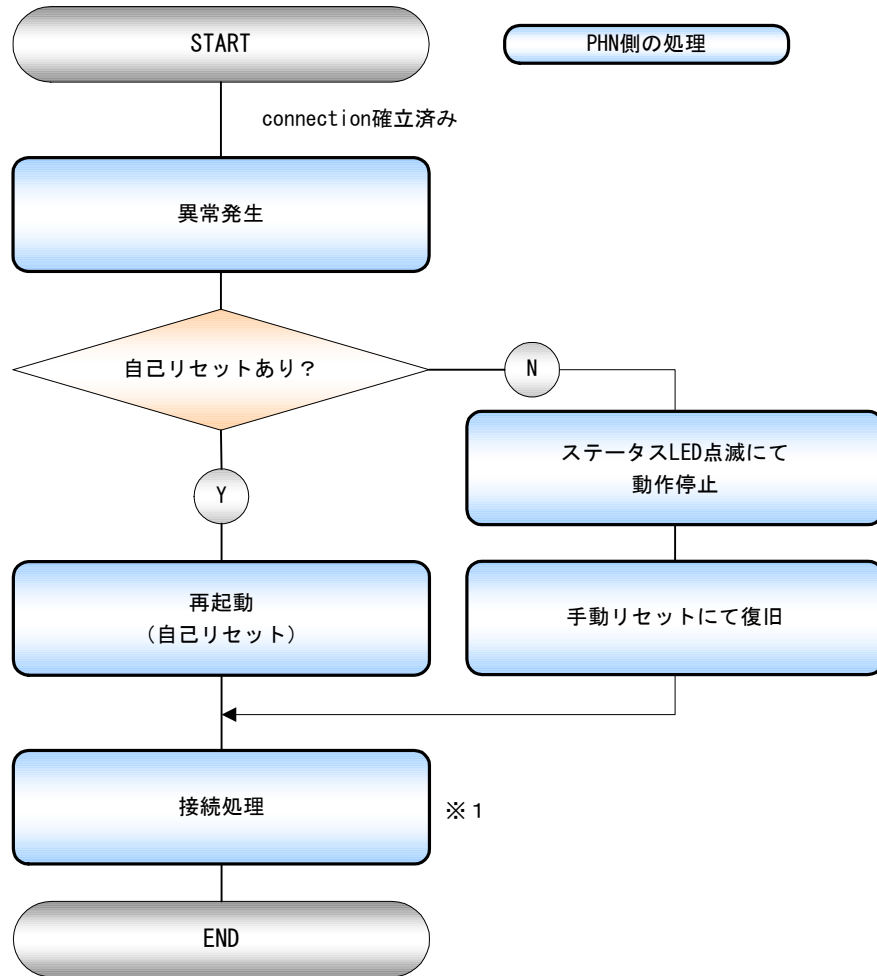 START
PHN側の処理
connection確立済み
異常発生
自己リセットあり？
N
ステータスLED点滅にて
動作停止
Y
再起動
（自己リセット）
手動リセットにて復旧
接続処理
※１
END